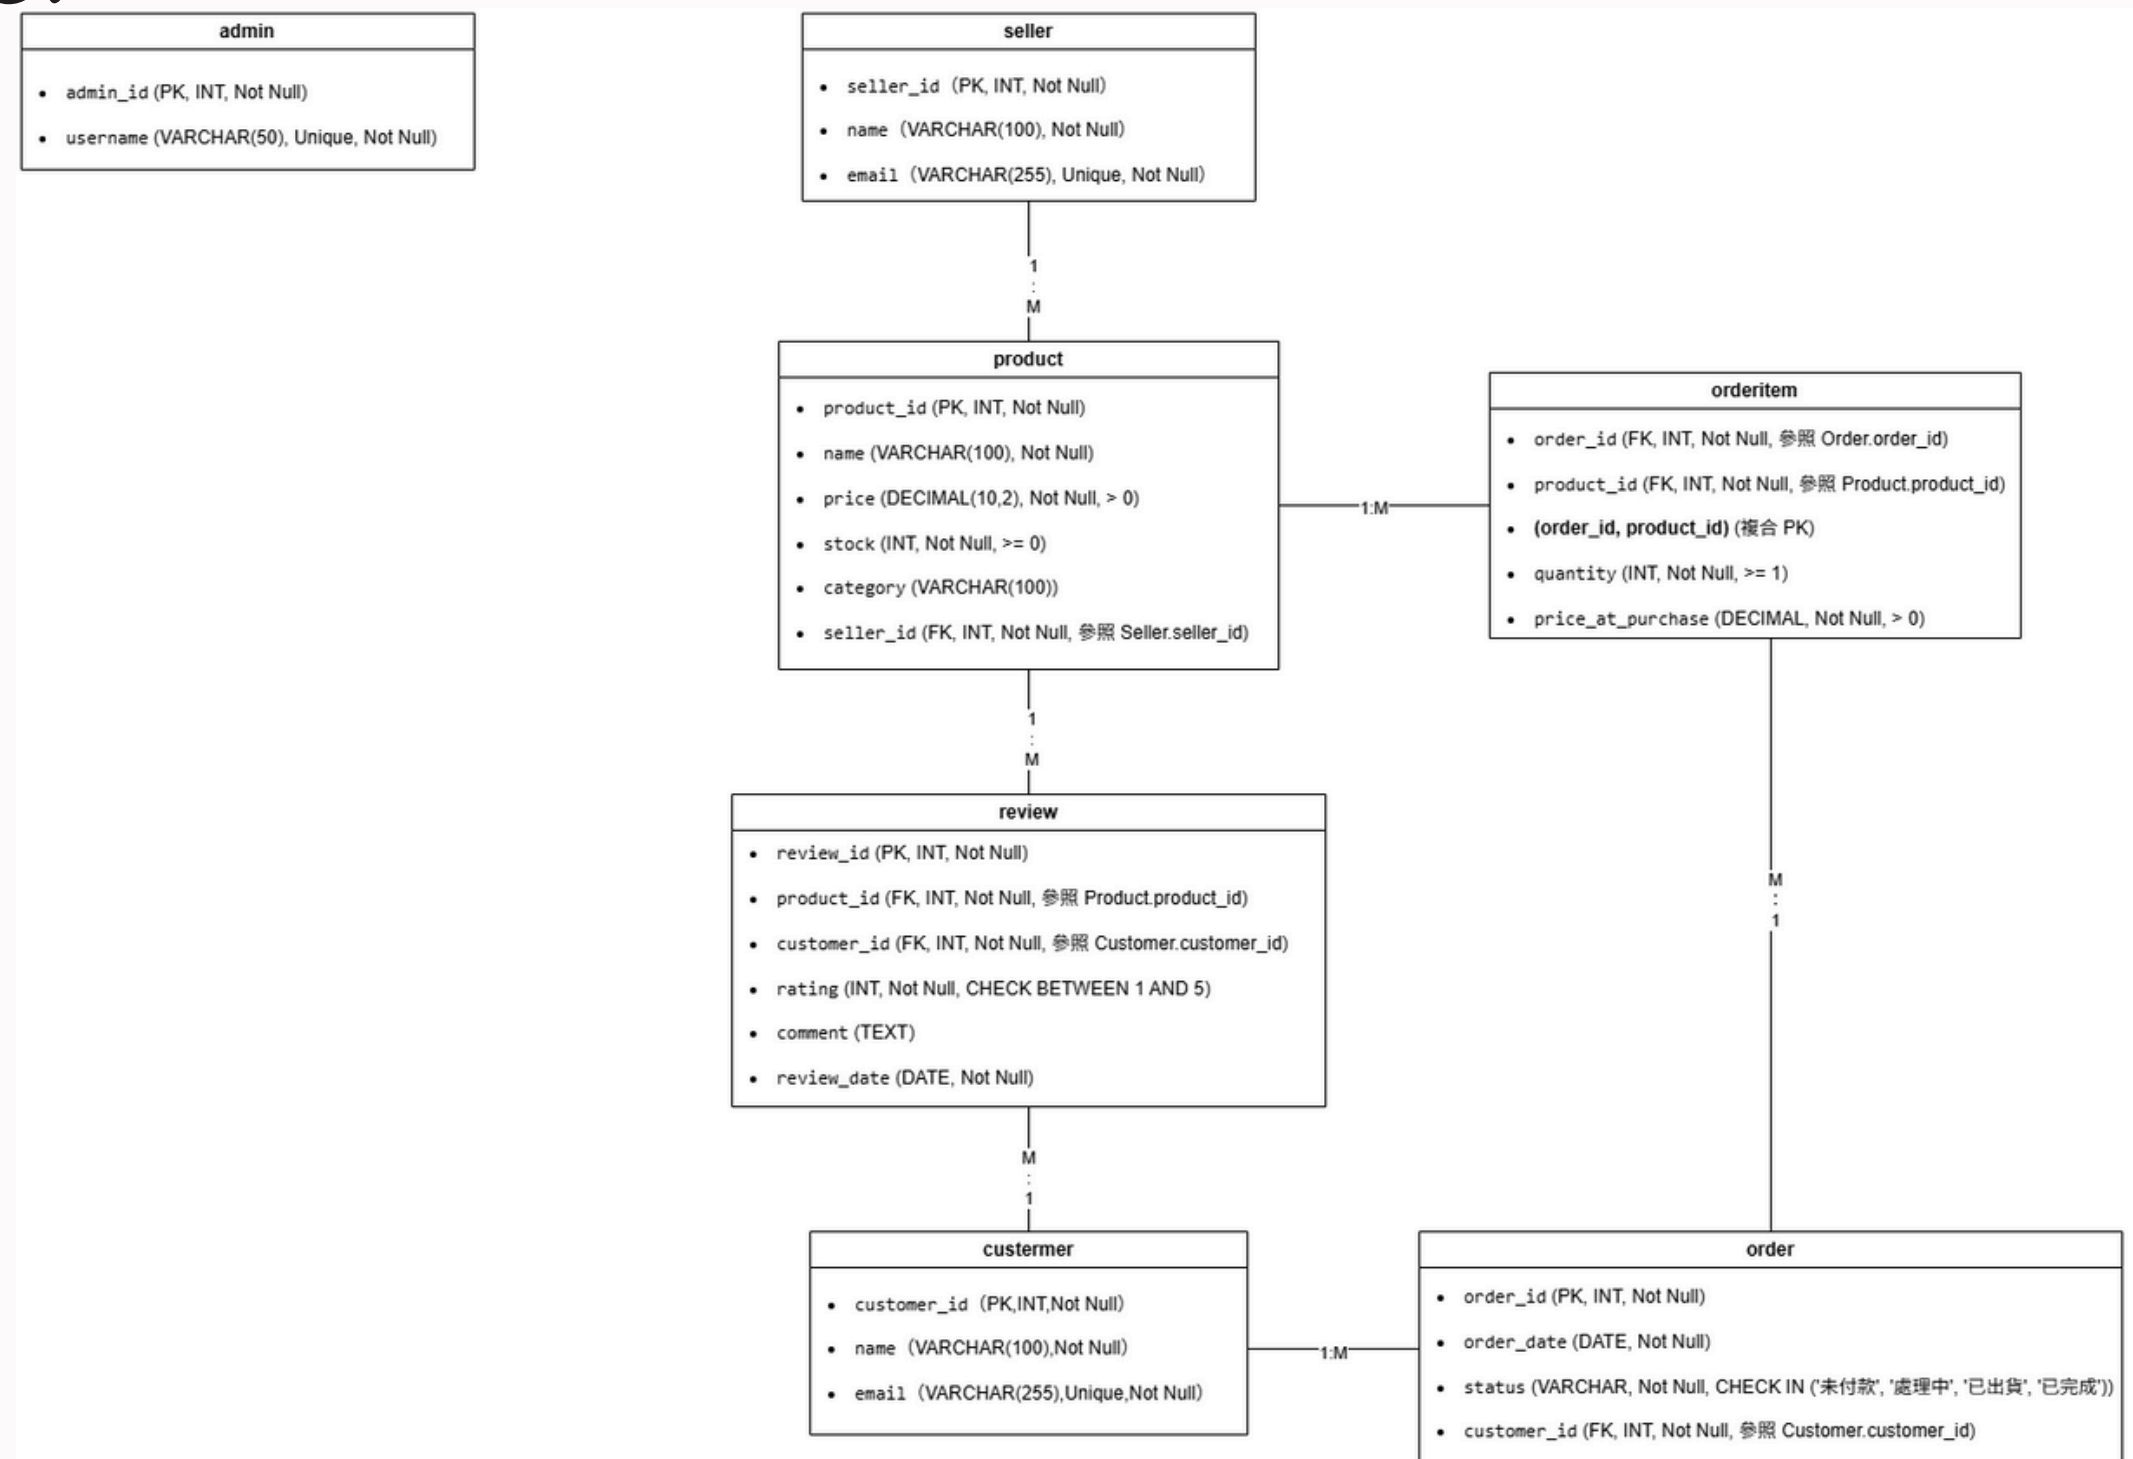 admin
admin_id (PK, INT, Not Null)
username (VARCHAR(50), Unique, Not Null)
seller
seller_id（PK, INT, Not Null）
name（VARCHAR(100), Not Null）
email（VARCHAR(255), Unique, Not Null）
1
:
M
product
product_id (PK, INT, Not Null)
name (VARCHAR(100), Not Null)
price (DECIMAL(10,2), Not Null, > 0)
stock (INT, Not Null, >= 0)
category (VARCHAR(100))
seller_id (FK, INT, Not Null, 參照 Seller.seller_id)
1:M
orderitem
order_id (FK, INT, Not Null, 參照 Order.order_id)
product_id (FK, INT, Not Null, 參照 Product.product_id)
(order_id, product_id) (複合 PK)
quantity (INT, Not Null, >= 1)
price_at_purchase (DECIMAL, Not Null, > 0)
1
:
M
review
review_id (PK, INT, Not Null)
product_id (FK, INT, Not Null, 參照 Product.product_id)
customer_id (FK, INT, Not Null, 參照 Customer.customer_id)
rating (INT, Not Null, CHECK BETWEEN 1 AND 5)
comment (TEXT)
review_date (DATE, Not Null)
M
:
1
M
:
1
custermer
customer_id（PK,INT,Not Null）
name（VARCHAR(100),Not Null）
email（VARCHAR(255),Unique,Not Null）
1:M
order
order_id (PK, INT, Not Null)
order_date (DATE, Not Null)
status (VARCHAR, Not Null, CHECK IN ('未付款', '處理中', '已出貨', '已完成'))
customer_id (FK, INT, Not Null, 參照 Customer.customer_id)